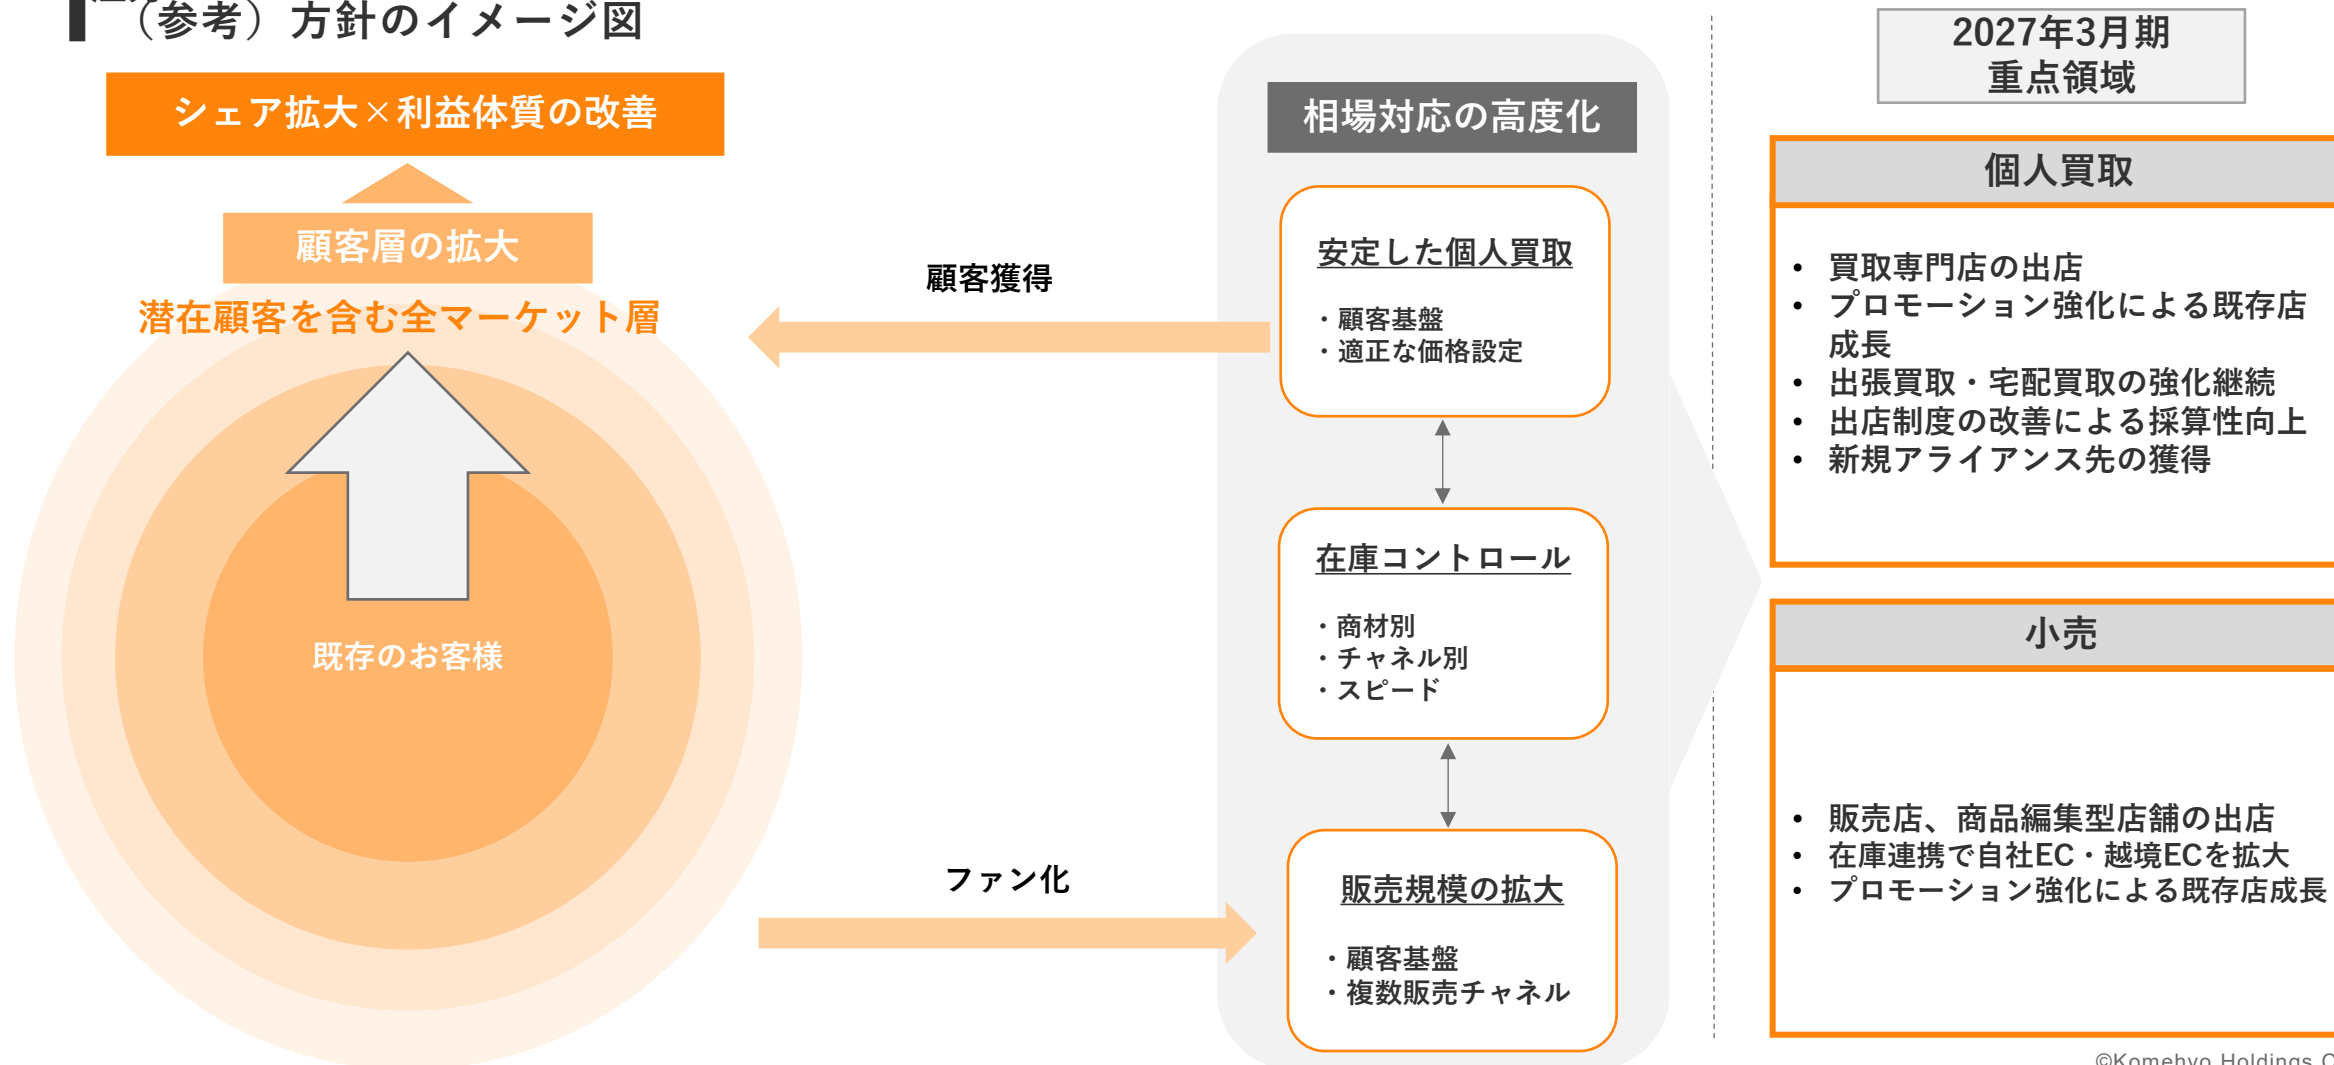 （参考）方針のイメージ図
シェア拡大×利益体質の改善
顧客層の拡大
潜在顧客を含む全マーケット層
既存のお客様
顧客獲得
ファン化
相場対応の高度化
安定した個人買取
・顧客基盤
・適正な価格設定
在庫コントロール
・商材別
・チャネル別
・スピード
販売規模の拡大
・顧客基盤
・複数販売チャネル
2027年3月期
重点領域
個人買取
• 買取専門店の出店
• プロモーション強化による既存店
成長
• 出張買取・宅配買取の強化継続
• 出店制度の改善による採算性向上
• 新規アライアンス先の獲得
小売
• 販売店、商品編集型店舗の出店
• 在庫連携で自社EC・越境ECを拡大
• プロモーション強化による既存店成長
©Komehyo Holdings C